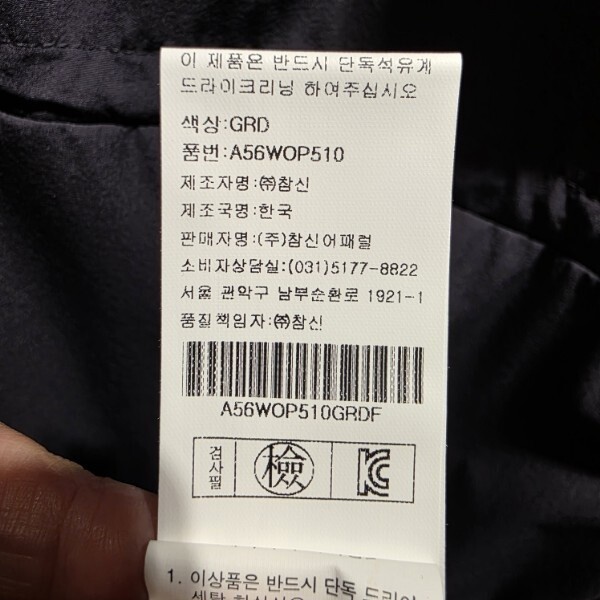 이 제품은 반드시 단독석유계
드라이크리닝 하여주십시오
색상:GRD
품번:A56WOP510
제조자명:㈜참신
제조국명:한국
판매자명:(주)참신어패럴
소비자상담실:(031)5177-8822
서울 관악구 남부순환로 1921-1
품질책임자:㈜참신
A56WOP510GRDF
검사필
檢
KC
1. 이상품은 반드시 단독 드라이